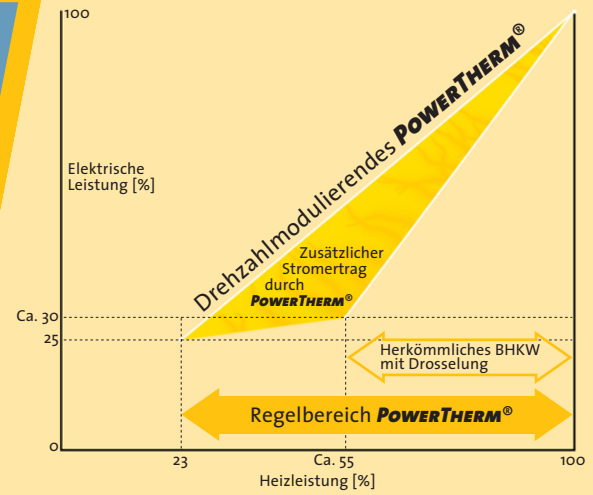 100
Elektrische
Leistung [%]
Drehzahlmodulierendes POWERTHERM®
Zusätzlicher
Stromertrag
durch
POWERTHERM®
Ca. 30
25
Herkömmliches BHKW
mit Drosselung
Regelbereich POWERTHERM®
0
23
Ca. 55
100
Heizleistung [%]